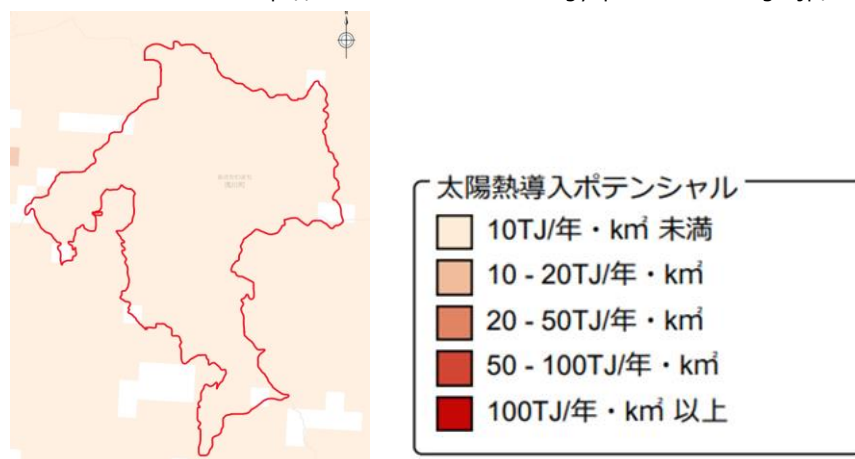 太陽熱導入ポテンシャル
10TJ/年・k㎡ 未満
10 - 20TJ/年・k㎡
20 - 50TJ/年・k㎡
50 - 100TJ/年・k㎡
100TJ/年・k㎡ 以上